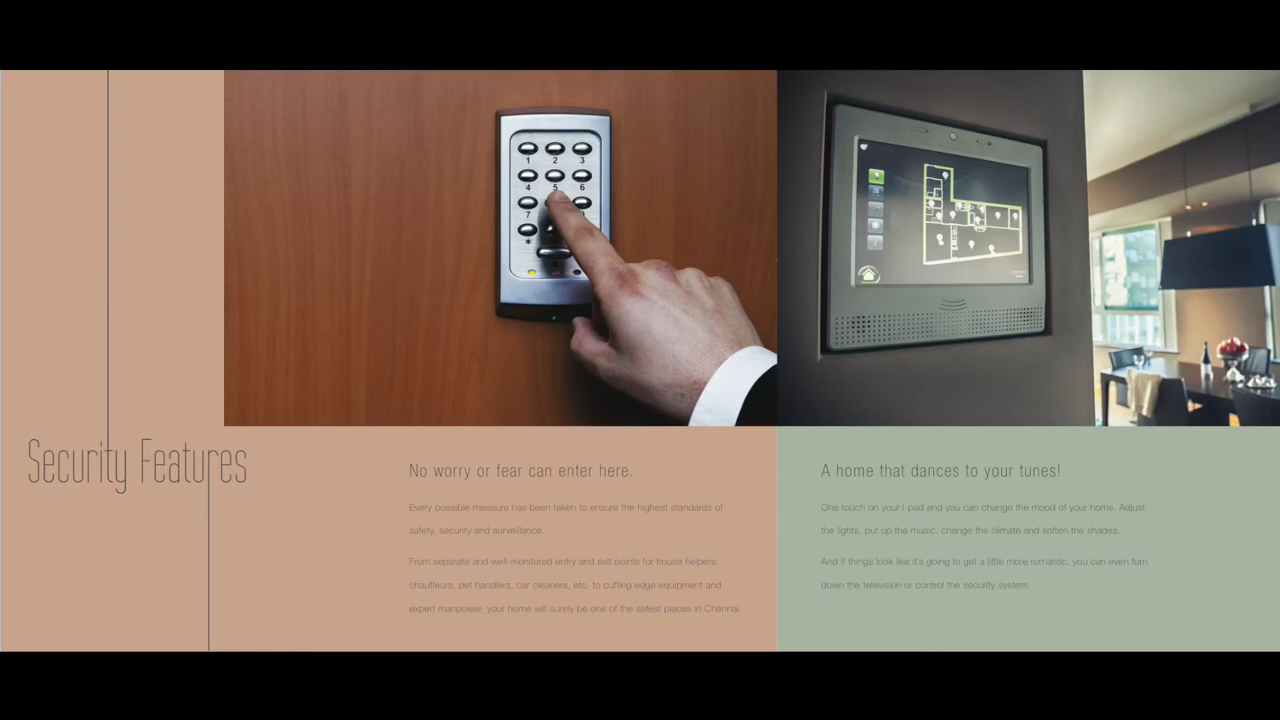 1 2 3
4 5 6
7
*
Security Features
No worry or fear can enter here.
Every possible measure has been taken to ensure the highest standards of
safety, security and surveillance.
From separate and well-monitored entry and exit points for house helpers,
chauffeurs, pet handlers, car cleaners, etc. to cutting edge equipment and
expert manpower, your home will surely be one of the safest places in Chennai.
A home that dances to your tunes!
One touch on your I-pad and you can change the mood of your home. Adjust
the lights, put up the music, change the climate and soften the shades.
And if things look like it's going to get a little more romantic, you can even turn
down the television or control the security system.